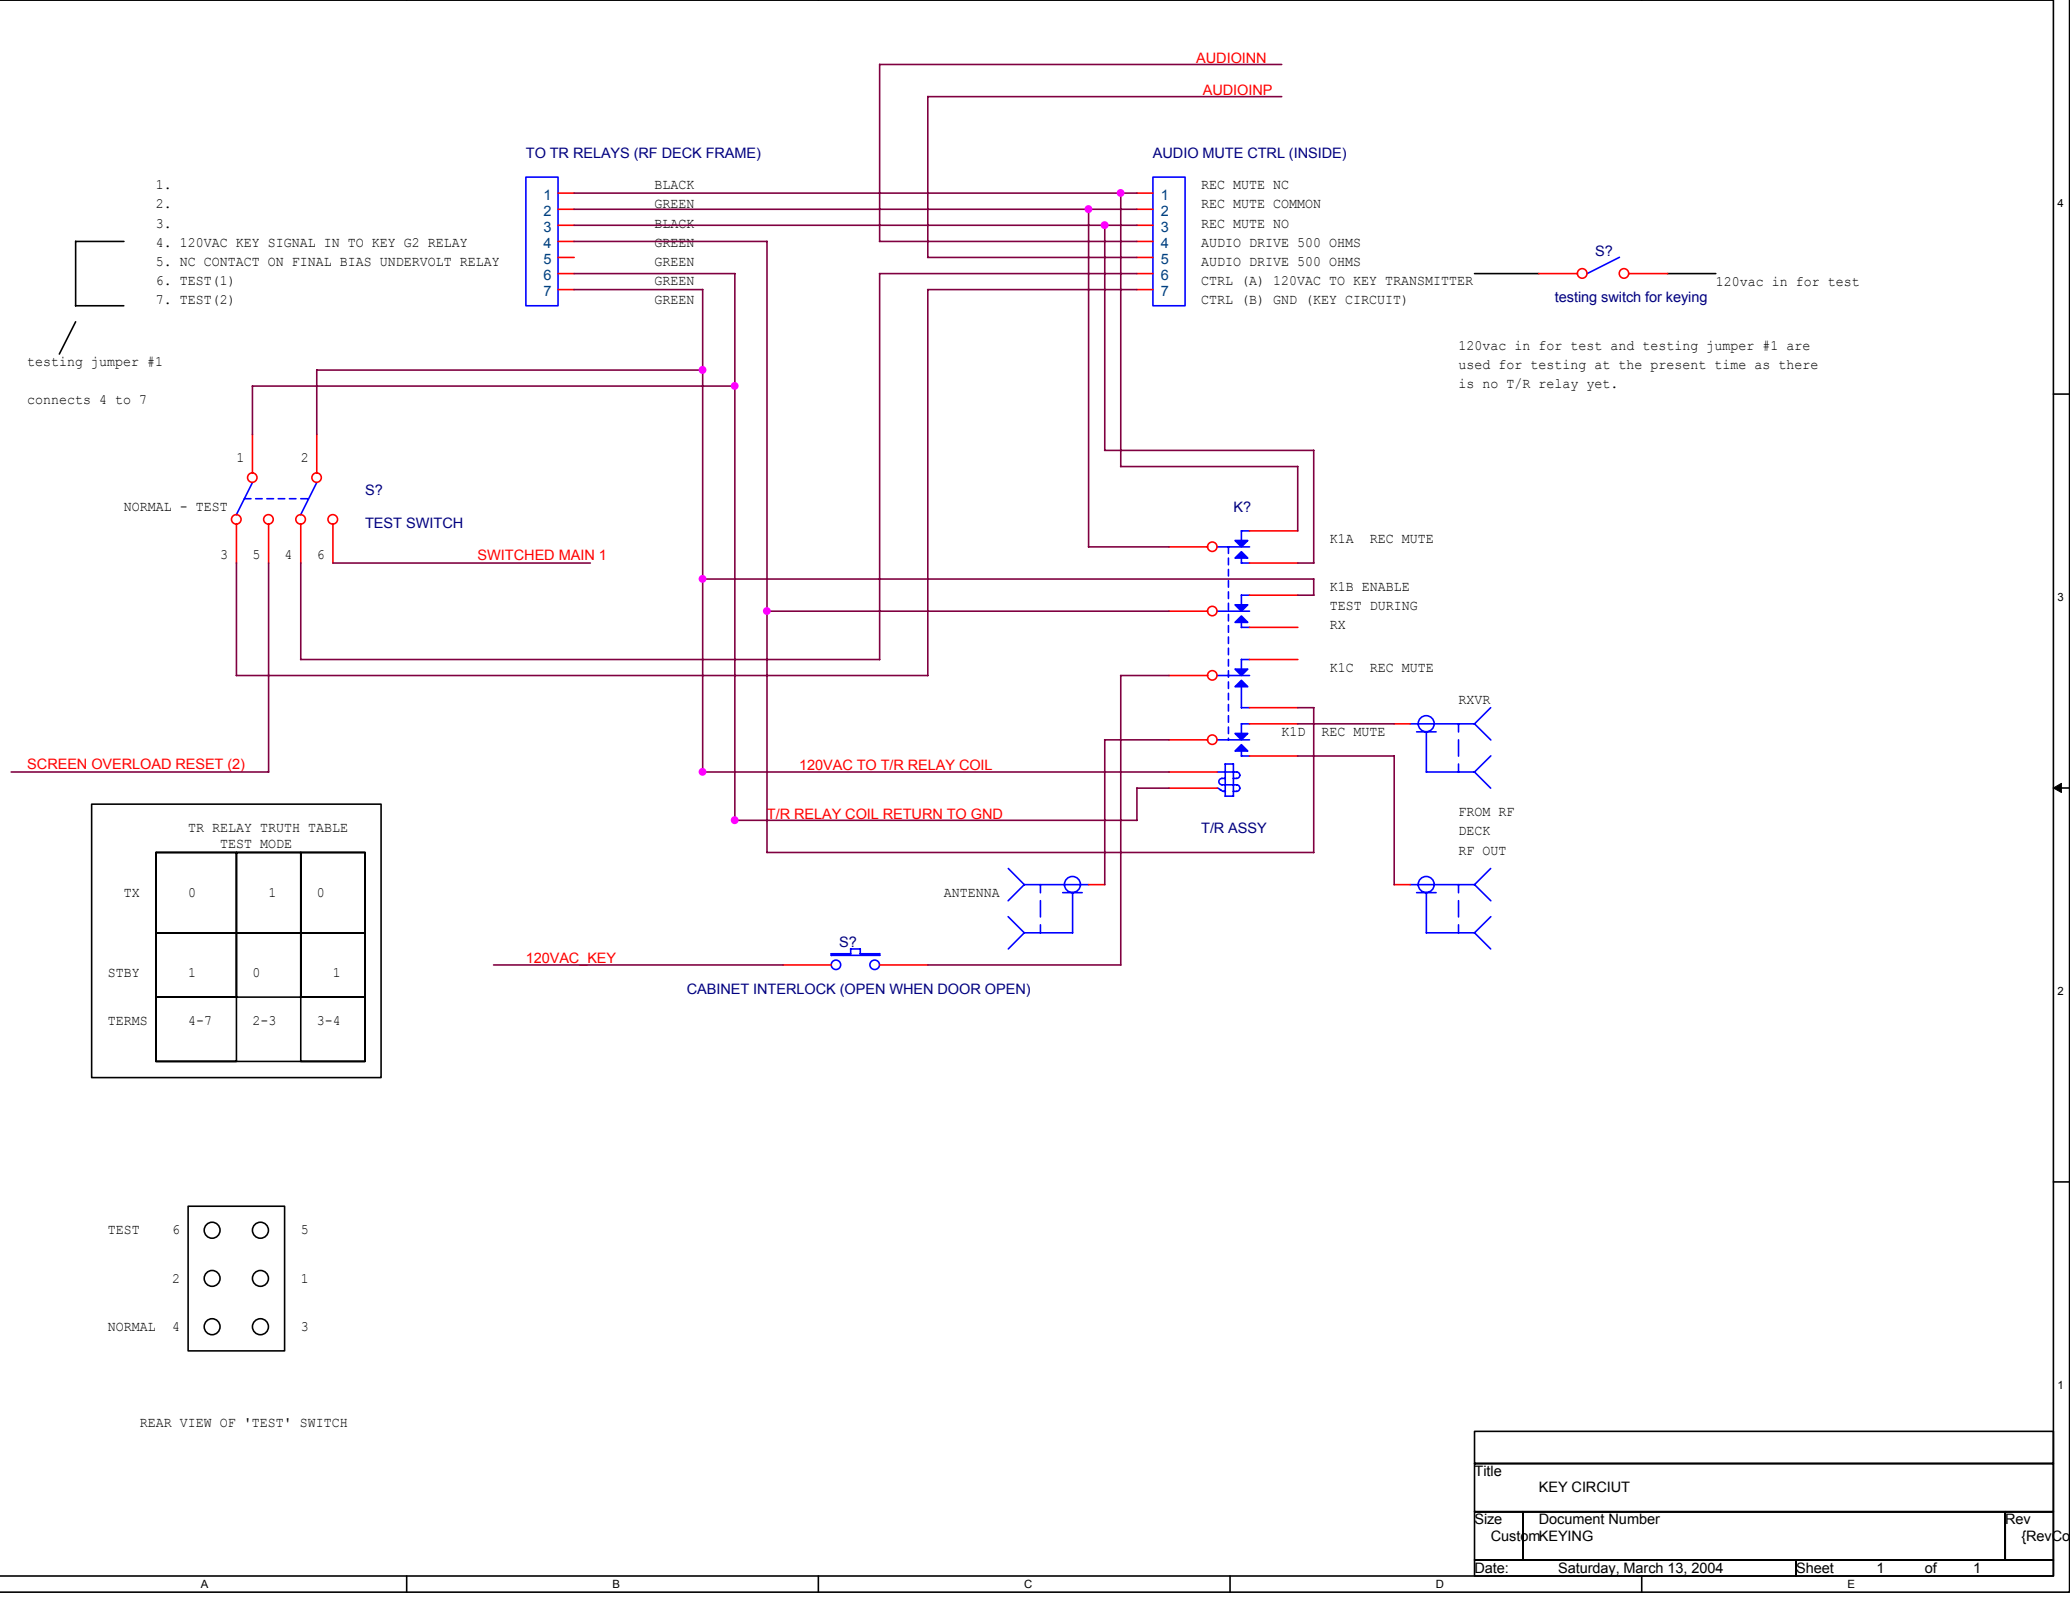 AUDIOINN
AUDIOINP
TO TR RELAYS (RF DECK FRAME)
AUDIO MUTE CTRL (INSIDE)
1.
2.
3.
4. 120VAC KEY SIGNAL IN TO KEY G2 RELAY
5. NC CONTACT ON FINAL BIAS UNDERVOLT RELAY
6. TEST(1)
7. TEST(2)
1
2
3
4
5
6
7
BLACK
GREEN
BLACK
GREEN
GREEN
GREEN
GREEN
1
2
3
4
5
6
7
REC MUTE NC
REC MUTE COMMON
REC MUTE NO
AUDIO DRIVE 500 OHMS
AUDIO DRIVE 500 OHMS
CTRL (A) 120VAC TO KEY TRANSMITTER
CTRL (B) GND (KEY CIRCUIT)
S?
testing switch for keying
120vac in for test
120vac in for test and testing jumper #1 are
used for testing at the present time as there
is no T/R relay yet.
testing jumper #1
connects 4 to 7
1 2
NORMAL - TEST
S?
TEST SWITCH
3 5 4 6
SWITCHED MAIN 1
K?
K1A REC MUTE
K1B ENABLE
TEST DURING
RX
K1C REC MUTE
K1D REC MUTE
RXVR
SCREEN OVERLOAD RESET (2)
120VAC TO T/R RELAY COIL
T/R RELAY COIL RETURN TO GND
T/R ASSY
FROM RF
DECK
RF OUT
ANTENNA
120VAC_KEY
S?
CABINET INTERLOCK (OPEN WHEN DOOR OPEN)
TR RELAY TRUTH TABLE
TEST MODE
TX 0 1 0
STBY 1 0 1
TERMS 4-7 2-3 3-4
TEST 6 5
2 1
NORMAL 4 3
REAR VIEW OF 'TEST' SWITCH
4
3
2
1
Title
KEY CIRCIUT
Size Document Number Rev
Custom KEYING {RevCo
Date: Saturday, March 13, 2004 Sheet 1 of 1
A B C D E